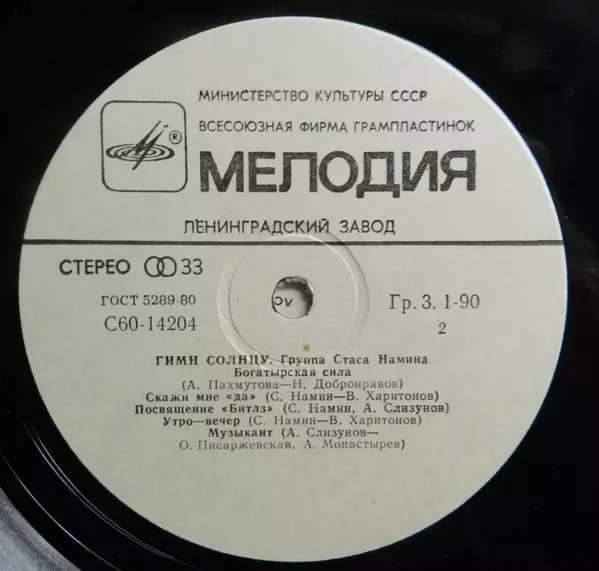 МИНИСТЕРСТВО КУЛЬТУРЫ СССР
ВСЕСОЮЗНАЯ ФИРМА ГРАМПЛАСТИНОК
®
МЕЛОДИЯ
ЛЕНИНГРАДСКИЙ ЗАВОД
СТЕРЕО 33
ГОСТ 5289-80
Гр. 3. 1-90
С60-14204
2
ГИМН СОЛНЦУ. Группа Стаса Намина
Богатырская сила
(А. Пахмутова—Н. Добронравов)
Скажи мне «да» (С. Намин—В. Харитонов)
Посвящение «Битлз» (С. Намин, А. Слизунов)
Утро—вечер (С. Намин—В. Харитонов)
Музыкант (А. Слизунов—
О. Писаржевская, А. Монастырев)